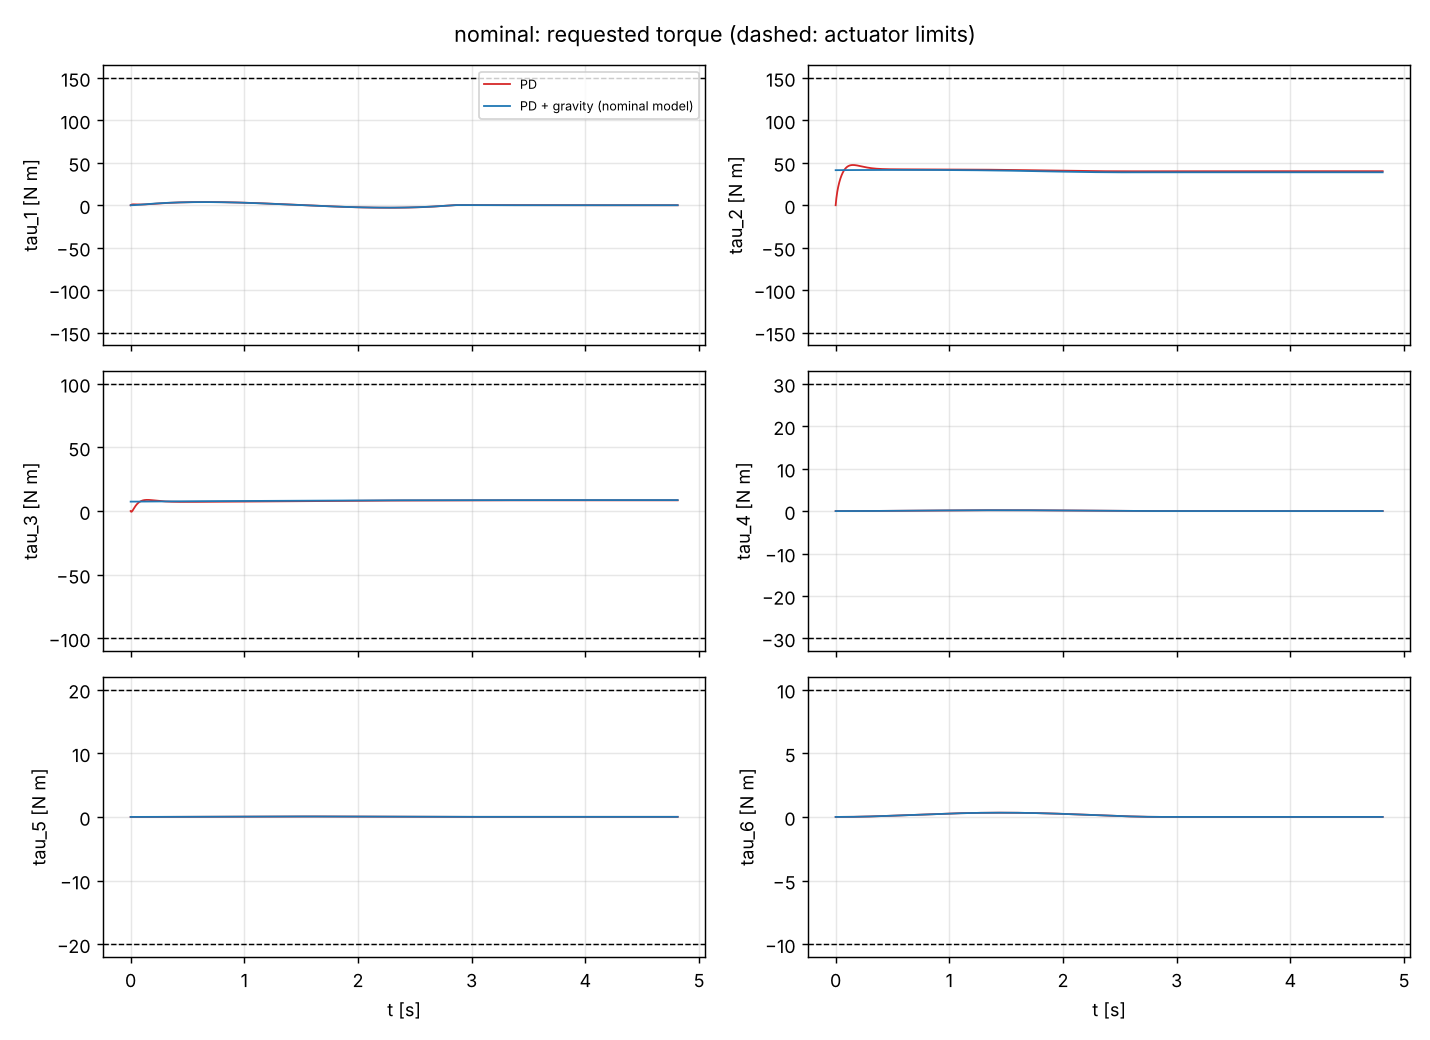 nominal: requested torque (dashed: actuator limits)
PD
PD + gravity (nominal model)
tau_1 [N m]
150
100
50
0
−50
−100
−150
tau_2 [N m]
150
100
50
0
−50
−100
−150
tau_3 [N m]
100
50
0
−50
−100
tau_4 [N m]
30
20
10
0
−10
−20
−30
tau_5 [N m]
20
10
0
−10
−20
0 1 2 3 4 5
t [s]
tau_6 [N m]
10
5
0
−5
−10
0 1 2 3 4 5
t [s]